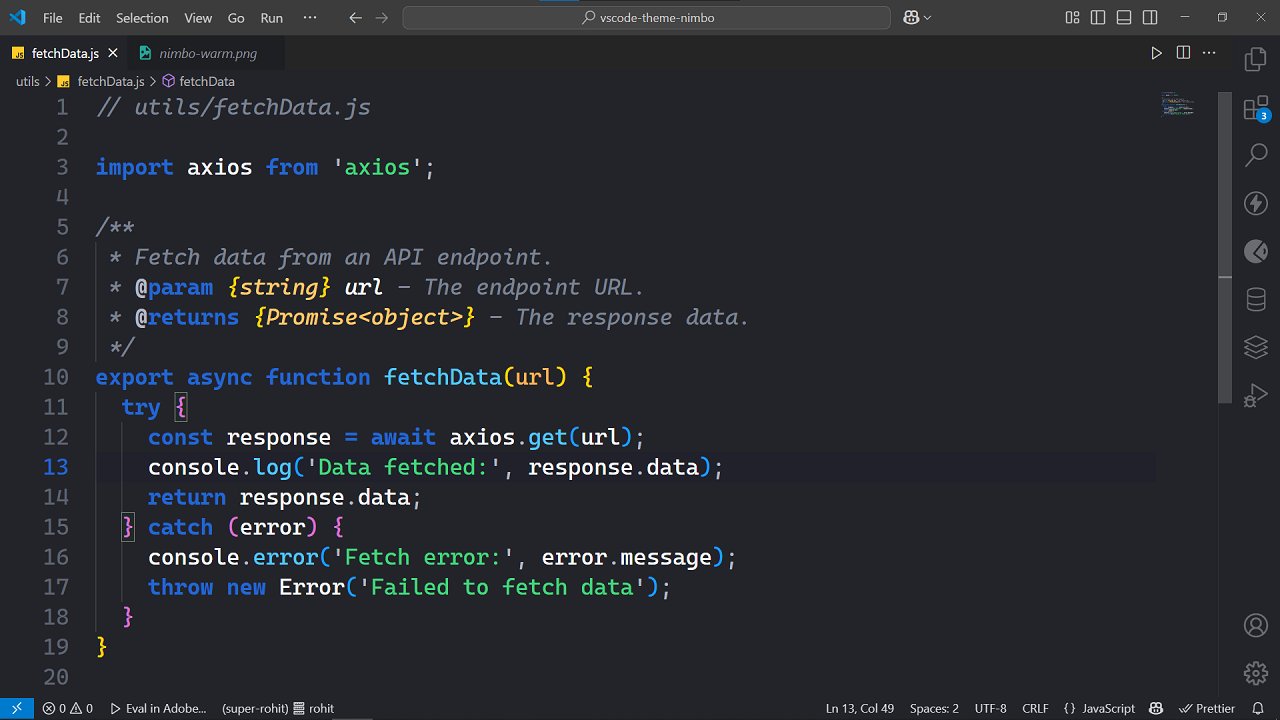 File Edit Selection View Go Run ··· vscode-theme-nimbo
JS fetchData.js nimbo-warm.png
utils > JS fetchData.js > fetchData
1 // utils/fetchData.js
2
3 import axios from 'axios';
4
5 /**
6 * Fetch data from an API endpoint.
7 * @param {string} url - The endpoint URL.
8 * @returns {Promise<object>} - The response data.
9 */
10 export async function fetchData(url) {
11 try {
12 const response = await axios.get(url);
13 console.log('Data fetched:', response.data);
14 return response.data;
15 } catch (error) {
16 console.error('Fetch error:', error.message);
17 throw new Error('Failed to fetch data');
18 }
19 }
20
3
0 0 Eval in Adobe... (super-rohit) rohit Ln 13, Col 49 Spaces: 2 UTF-8 CRLF {} JavaScript Prettier